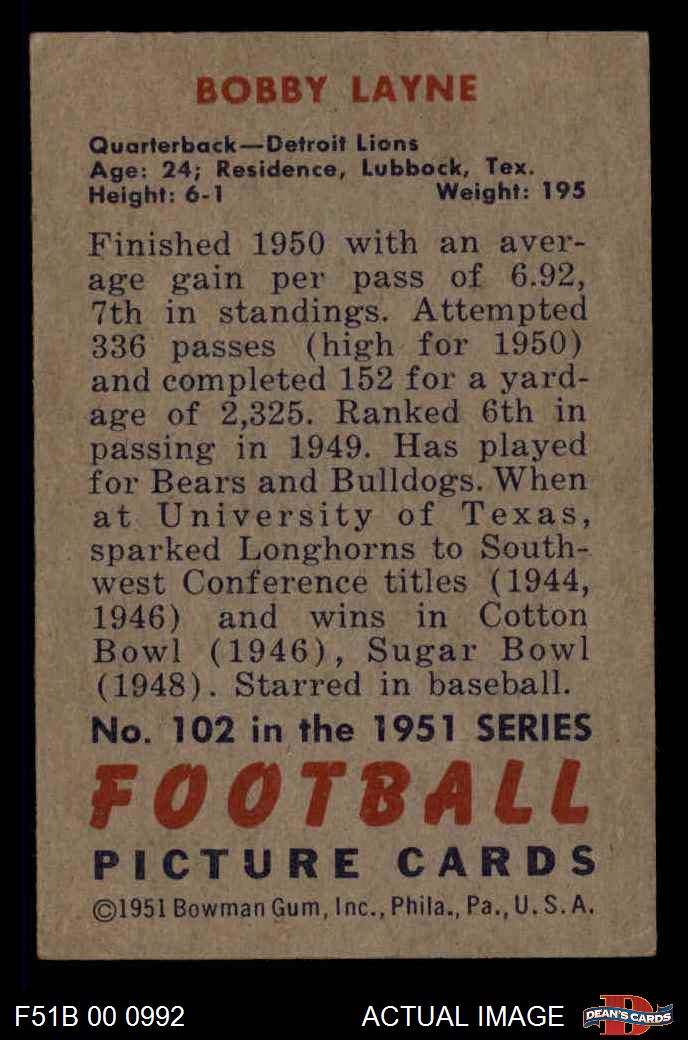 BOBBY LAYNE
Quarterback—Detroit Lions
Age: 24; Residence, Lubbock, Tex.
Height: 6-1 Weight: 195
Finished 1950 with an aver-
age gain per pass of 6.92,
7th in standings. Attempted
336 passes (high for 1950)
and completed 152 for a yard-
age of 2,325. Ranked 6th in
passing in 1949. Has played
for Bears and Bulldogs. When
at University of Texas,
sparked Longhorns to South-
west Conference titles (1944,
1946) and wins in Cotton
Bowl (1946), Sugar Bowl
(1948). Starred in baseball.
No. 102 in the 1951 SERIES
FOOTBALL
PICTURE CARDS
©1951 Bowman Gum, Inc., Phila., Pa., U. S. A.
F51B 00 0992 ACTUAL IMAGE D DEAN'S CARDS